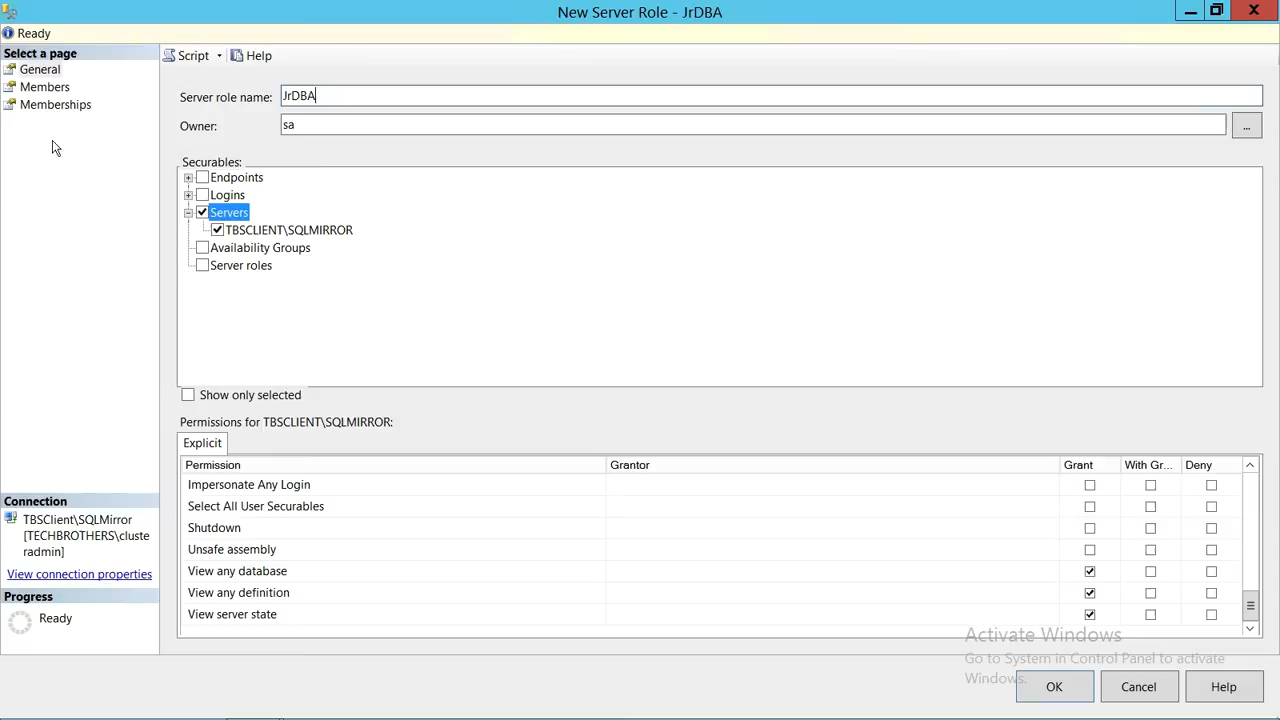 New Server Role - JrDBA
Ready
Select a page
General
Members
Memberships
Script
Help
Server role name:
JrDBA
Owner:
sa
...
Securables:
Endpoints
Logins
Servers
TBSCLIENT\SQLMIRROR
Availability Groups
Server roles
Show only selected
Permissions for TBSCLIENT\SQLMIRROR:
Explicit
Permission Grantor Grant With Gr... Deny
Impersonate Any Login
Select All User Securables
Shutdown
Unsafe assembly
View any database
View any definition
View server state
Connection
TBSClient\SQLMirror
[TECHBROTHERS\cluste
radmin]
View connection properties
Progress
Ready
Activate Windows
Go to System in Control Panel to activate
Windows.
OK
Cancel
Help